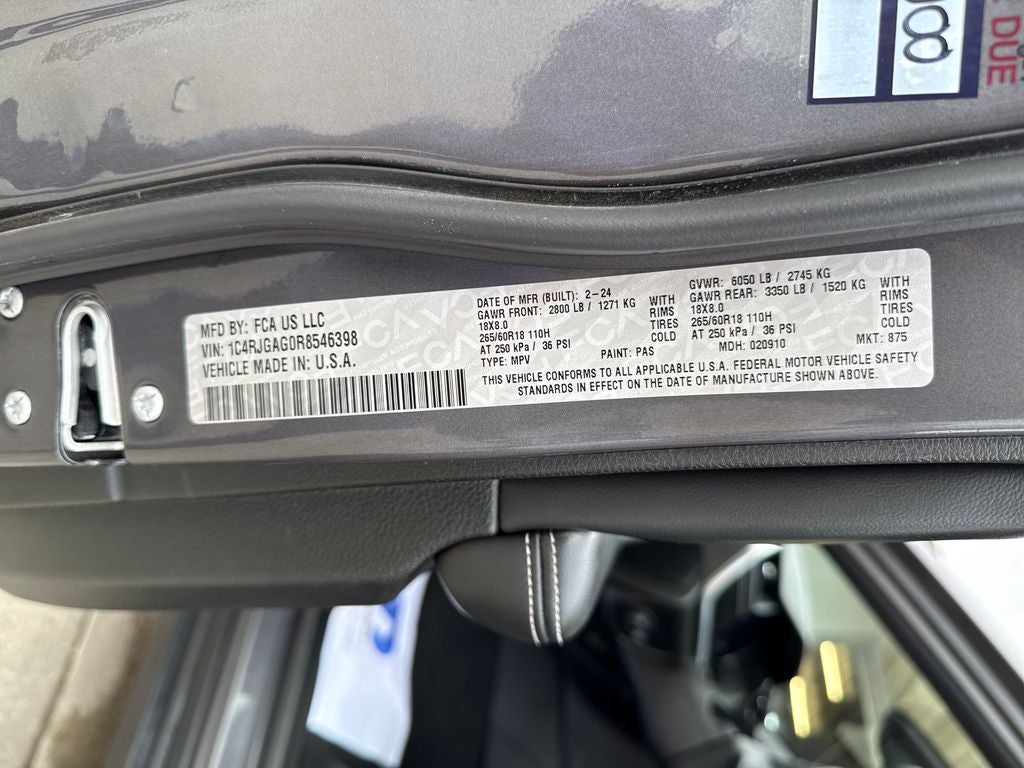 MFD BY: FCA US LLC
VIN: 1C4RJGAG0R8546398
VEHICLE MADE IN: U.S.A.
DATE OF MFR (BUILT): 2-24
GAWR FRONT: 2800 LB / 1271 KG WITH
18X8.0 RIMS
265/60R18 110H TIRES
AT 250 kPa / 36 PSI COLD
TYPE: MPV PAINT: PAS
GVWR: 6050 LB / 2745 KG
GAWR REAR: 3350 LB / 1520 KG WITH
18X8.0 RIMS
265/60R18 110H TIRES
AT 250 kPa / 36 PSI COLD
MDH: 020910 MKT: 875
THIS VEHICLE CONFORMS TO ALL APPLICABLE U.S.A. FEDERAL MOTOR VEHICLE SAFETY
STANDARDS IN EFFECT ON THE DATE OF MANUFACTURE SHOWN ABOVE.
DUE